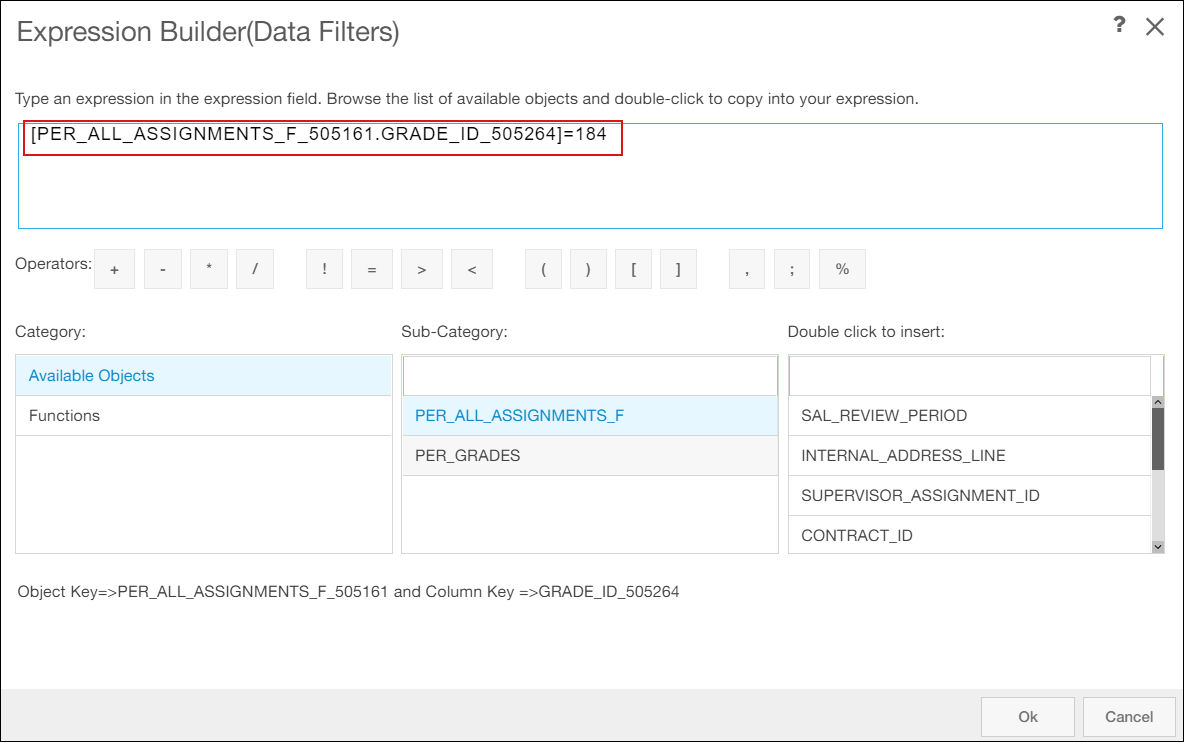 Expression Builder(Data Filters)
?
Type an expression in the expression field. Browse the list of available objects and double-click to copy into your expression.
[PER_ALL_ASSIGNMENTS_F_505161.GRADE_ID_505264]=184
Operators: + - * / ! = > < ( ) [ ] , ; %
Category: Sub-Category: Double click to insert:
Available Objects
Functions
PER_ALL_ASSIGNMENTS_F
PER_GRADES
SAL_REVIEW_PERIOD
INTERNAL_ADDRESS_LINE
SUPERVISOR_ASSIGNMENT_ID
CONTRACT_ID
Object Key=>PER_ALL_ASSIGNMENTS_F_505161 and Column Key =>GRADE_ID_505264
Ok Cancel